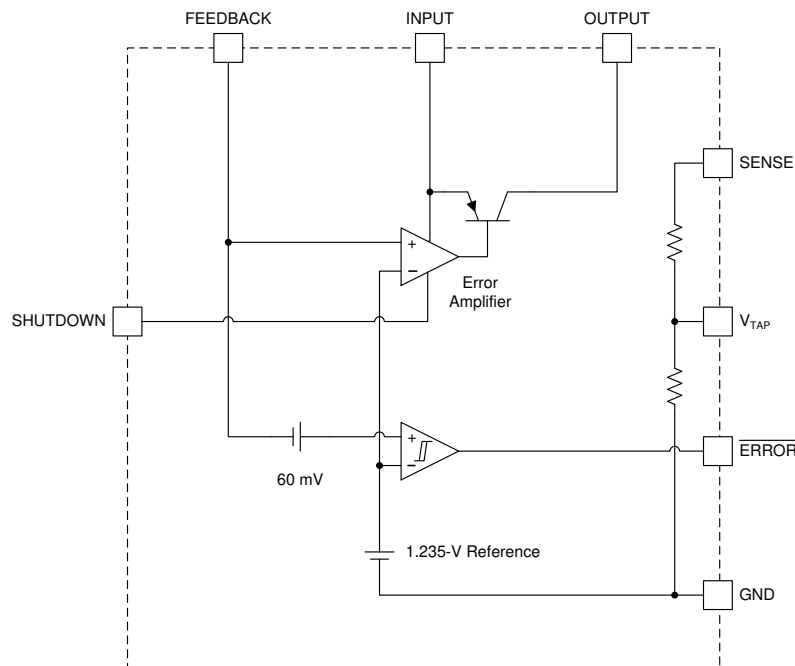 FEEDBACK
INPUT
OUTPUT
SENSE
+
−
Error
Amplifier
SHUTDOWN
VTAP
+
−
ERROR
60 mV
1.235-V Reference
GND